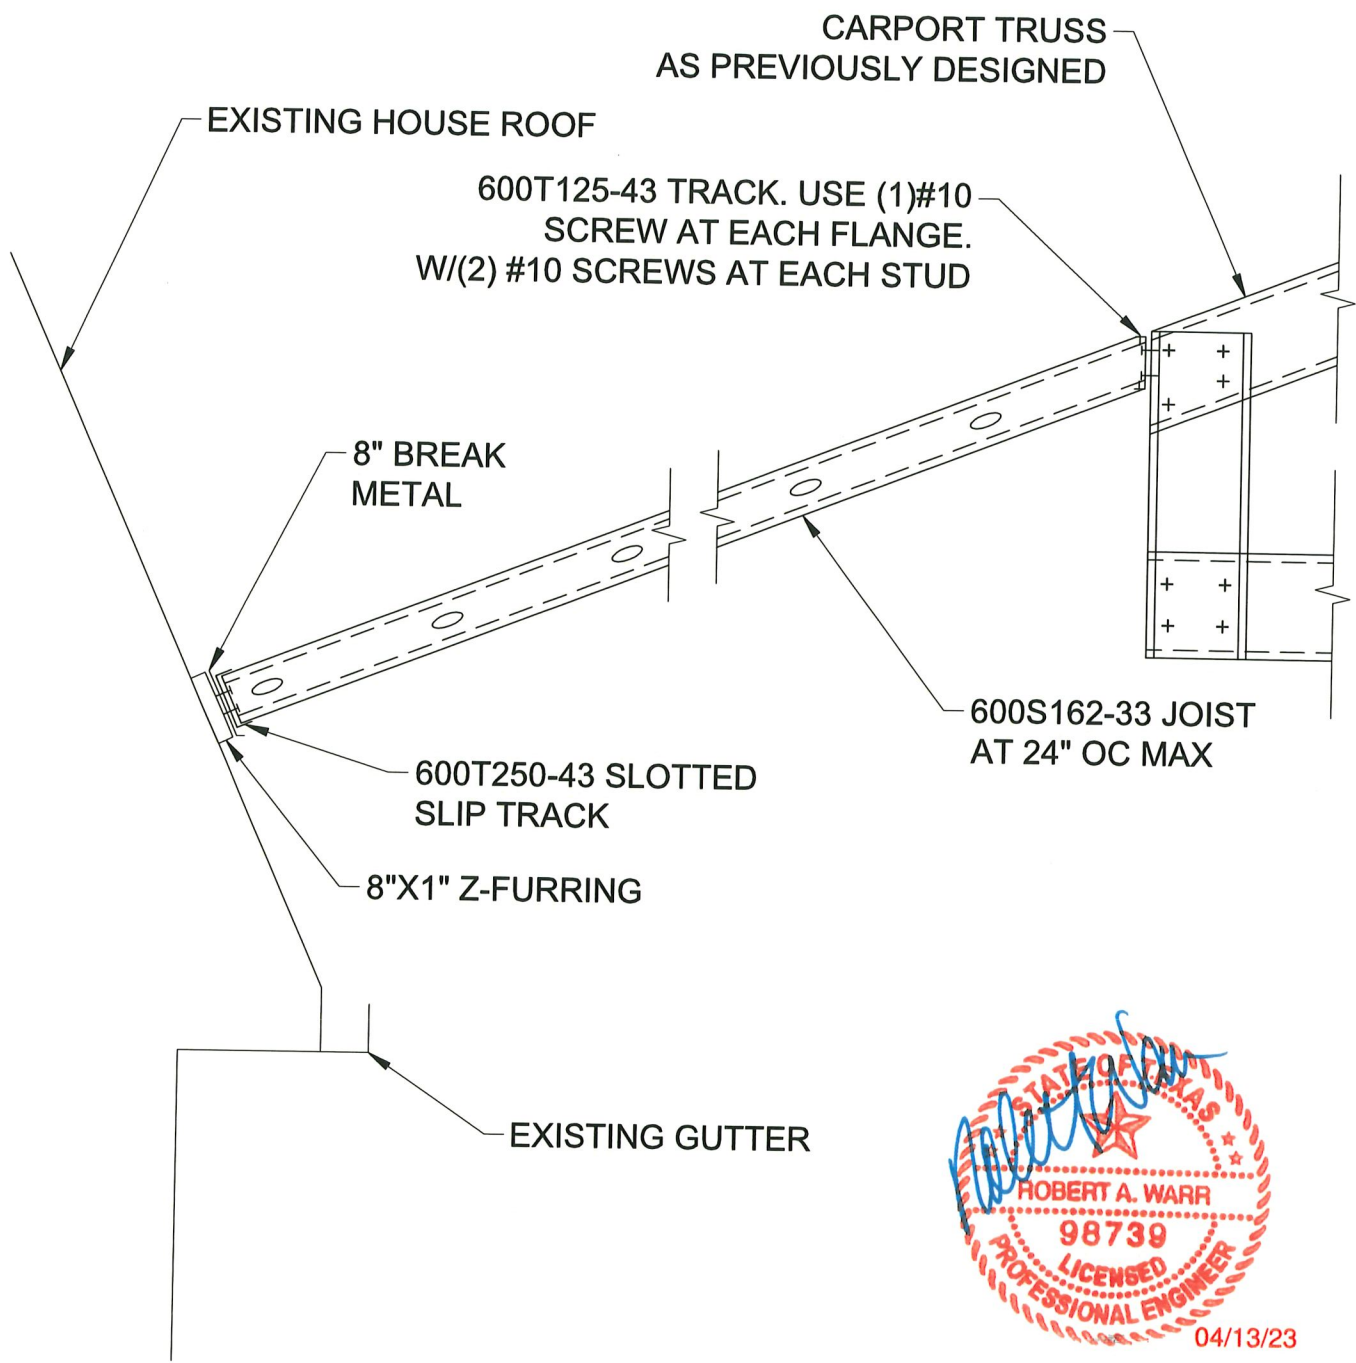 CARPORT TRUSS
AS PREVIOUSLY DESIGNED
EXISTING HOUSE ROOF
600T125-43 TRACK. USE (1)#10
SCREW AT EACH FLANGE.
W/(2) #10 SCREWS AT EACH STUD
8" BREAK
METAL
600S162-33 JOIST
AT 24" OC MAX
600T250-43 SLOTTED
SLIP TRACK
8"X1" Z-FURRING
EXISTING GUTTER
STATE OF TEXAS
ROBERT A. WARR
98739
LICENSED
PROFESSIONAL ENGINEER
04/13/23